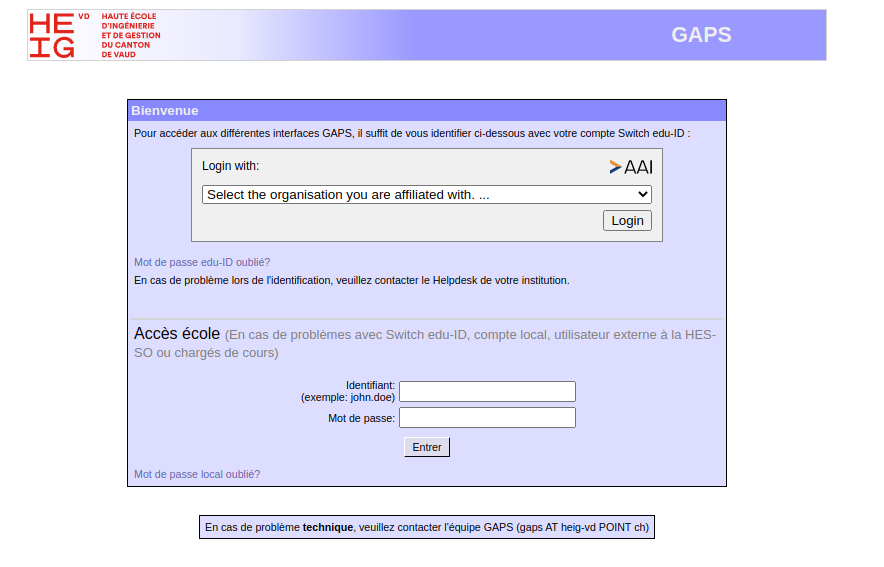 HE VD
IG
HAUTE ÉCOLE
D'INGÉNIERIE
ET DE GESTION
DU CANTON
DE VAUD
GAPS
Bienvenue
Pour accéder aux différentes interfaces GAPS, il suffit de vous identifier ci-dessous avec votre compte Switch edu-ID :
Login with:
AAI
Select the organisation you are affiliated with. ...
Login
Mot de passe edu-ID oublié?
En cas de problème lors de l'identification, veuillez contacter le Helpdesk de votre institution.
Accès école (En cas de problèmes avec Switch edu-ID, compte local, utilisateur externe à la HES-
SO ou chargés de cours)
Identifiant:
(exemple: john.doe)
Mot de passe:
Entrer
Mot de passe local oublié?
En cas de problème technique, veuillez contacter l'équipe GAPS (gaps AT heig-vd POINT ch)